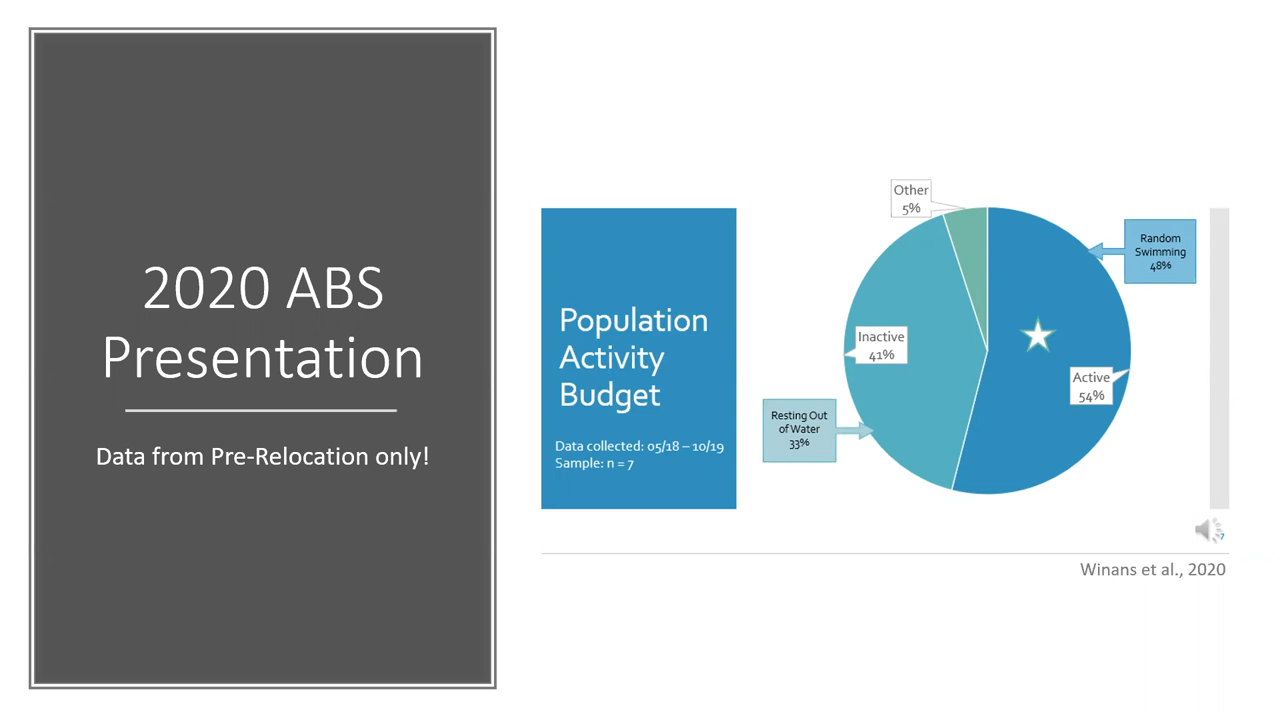 2020 ABS
Presentation
Data from Pre-Relocation only!
Population
Activity
Budget
Data collected: 05/18 – 10/19
Sample: n = 7
Other
5%
Random
Swimming
48%
Inactive
41%
Active
54%
Resting Out
of Water
33%
7
Winans et al., 2020